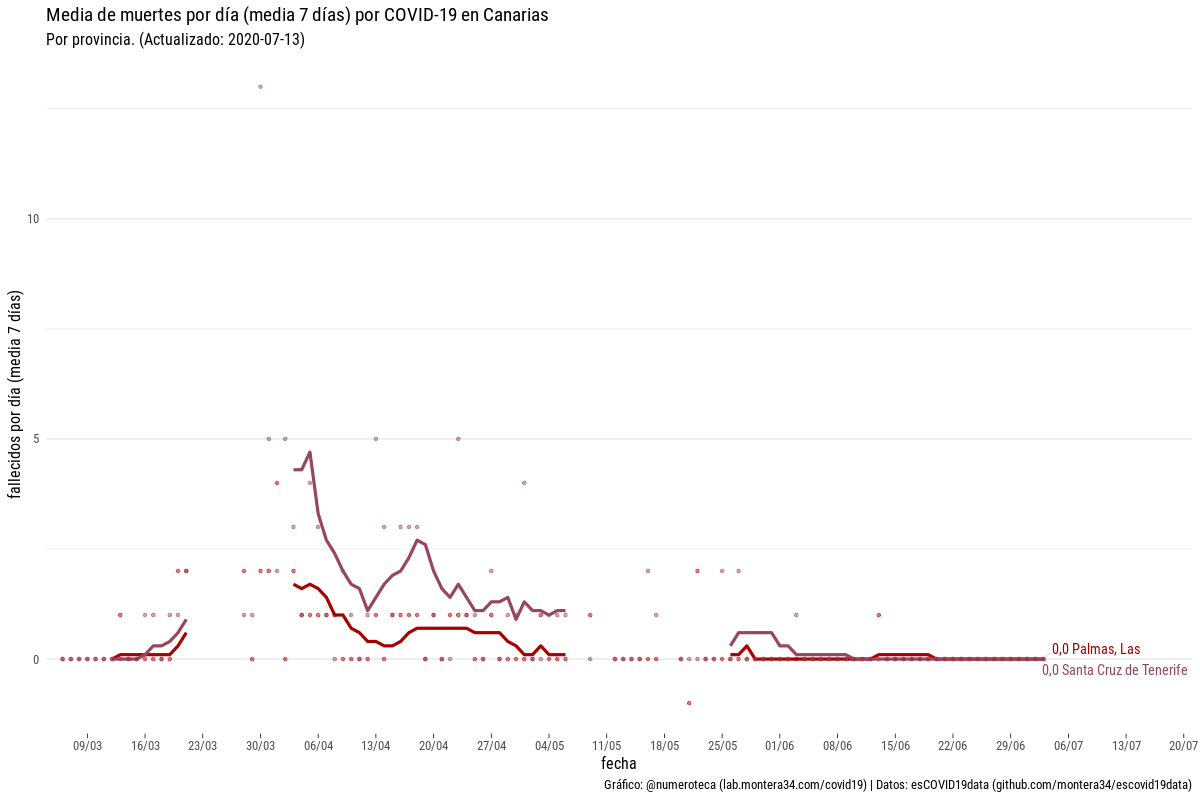 Media de muertes por día (media 7 días) por COVID-19 en Canarias
Por provincia. (Actualizado: 2020-07-13)
fallecidos por día (media 7 días)
10
5
0
0,0 Palmas, Las
0,0 Santa Cruz de Tenerife
09/03 16/03 23/03 30/03 06/04 13/04 20/04 27/04 04/05 11/05 18/05 25/05 01/06 08/06 15/06 22/06 29/06 06/07 13/07 20/07
fecha
Gráfico: @numeroteca (lab.montera34.com/covid19) | Datos: esCOVID19data (github.com/montera34/escovid19data)